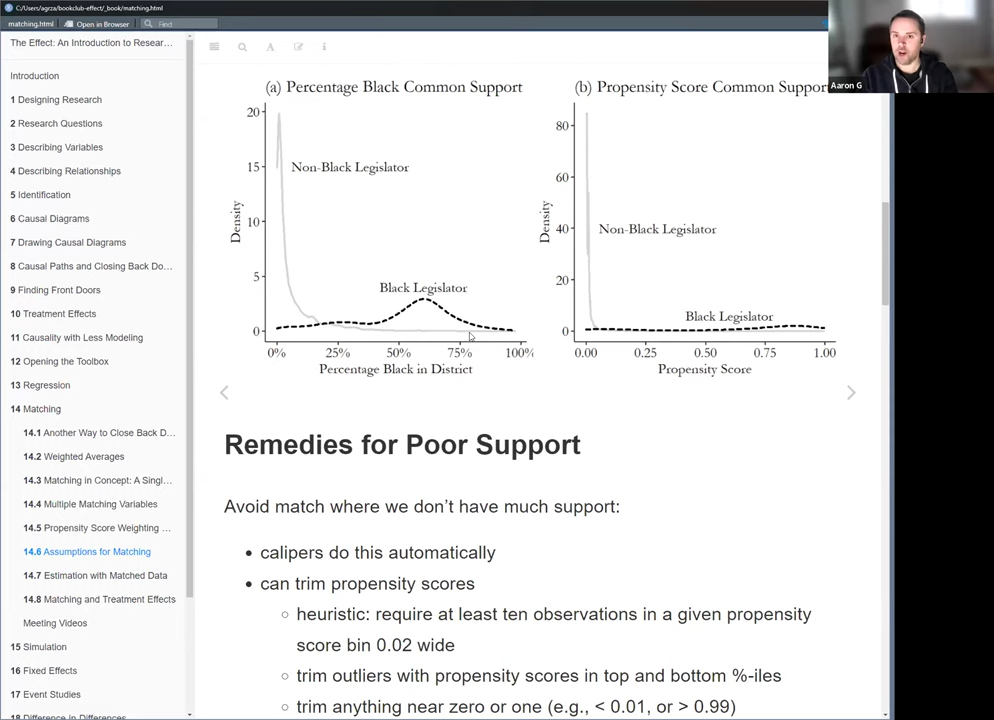 C:/Users/agrza/bookclub-effect/_book/matching.html
matching.html
Open in Browser
Find
The Effect: An Introduction to Resear…
Introduction
1 Designing Research
2 Research Questions
3 Describing Variables
4 Describing Relationships
5 Identification
6 Causal Diagrams
7 Drawing Causal Diagrams
8 Causal Paths and Closing Back Do…
9 Finding Front Doors
10 Treatment Effects
11 Causality with Less Modeling
12 Opening the Toolbox
13 Regression
14 Matching
14.1 Another Way to Close Back D…
14.2 Weighted Averages
14.3 Matching in Concept: A Singl…
14.4 Multiple Matching Variables
14.5 Propensity Score Weighting …
14.6 Assumptions for Matching
14.7 Estimation with Matched Data
14.8 Matching and Treatment Effects
Meeting Videos
15 Simulation
16 Fixed Effects
17 Event Studies
18 Difference In Differences
A
i
(a) Percentage Black Common Support
20
15
10
5
0
Density
Non-Black Legislator
Black Legislator
0% 25% 50% 75% 100%
Percentage Black in District
(b) Propensity Score Common Suppor
80
60
40
20
0
Density
Non-Black Legislator
Black Legislator
0.00 0.25 0.50 0.75 1.00
Propensity Score
Aaron G
Remedies for Poor Support
Avoid match where we don’t have much support:
• calipers do this automatically
• can trim propensity scores
◦ heuristic: require at least ten observations in a given propensity
score bin 0.02 wide
◦ trim outliers with propensity scores in top and bottom %-iles
◦ trim anything near zero or one (e.g., < 0.01, or > 0.99)